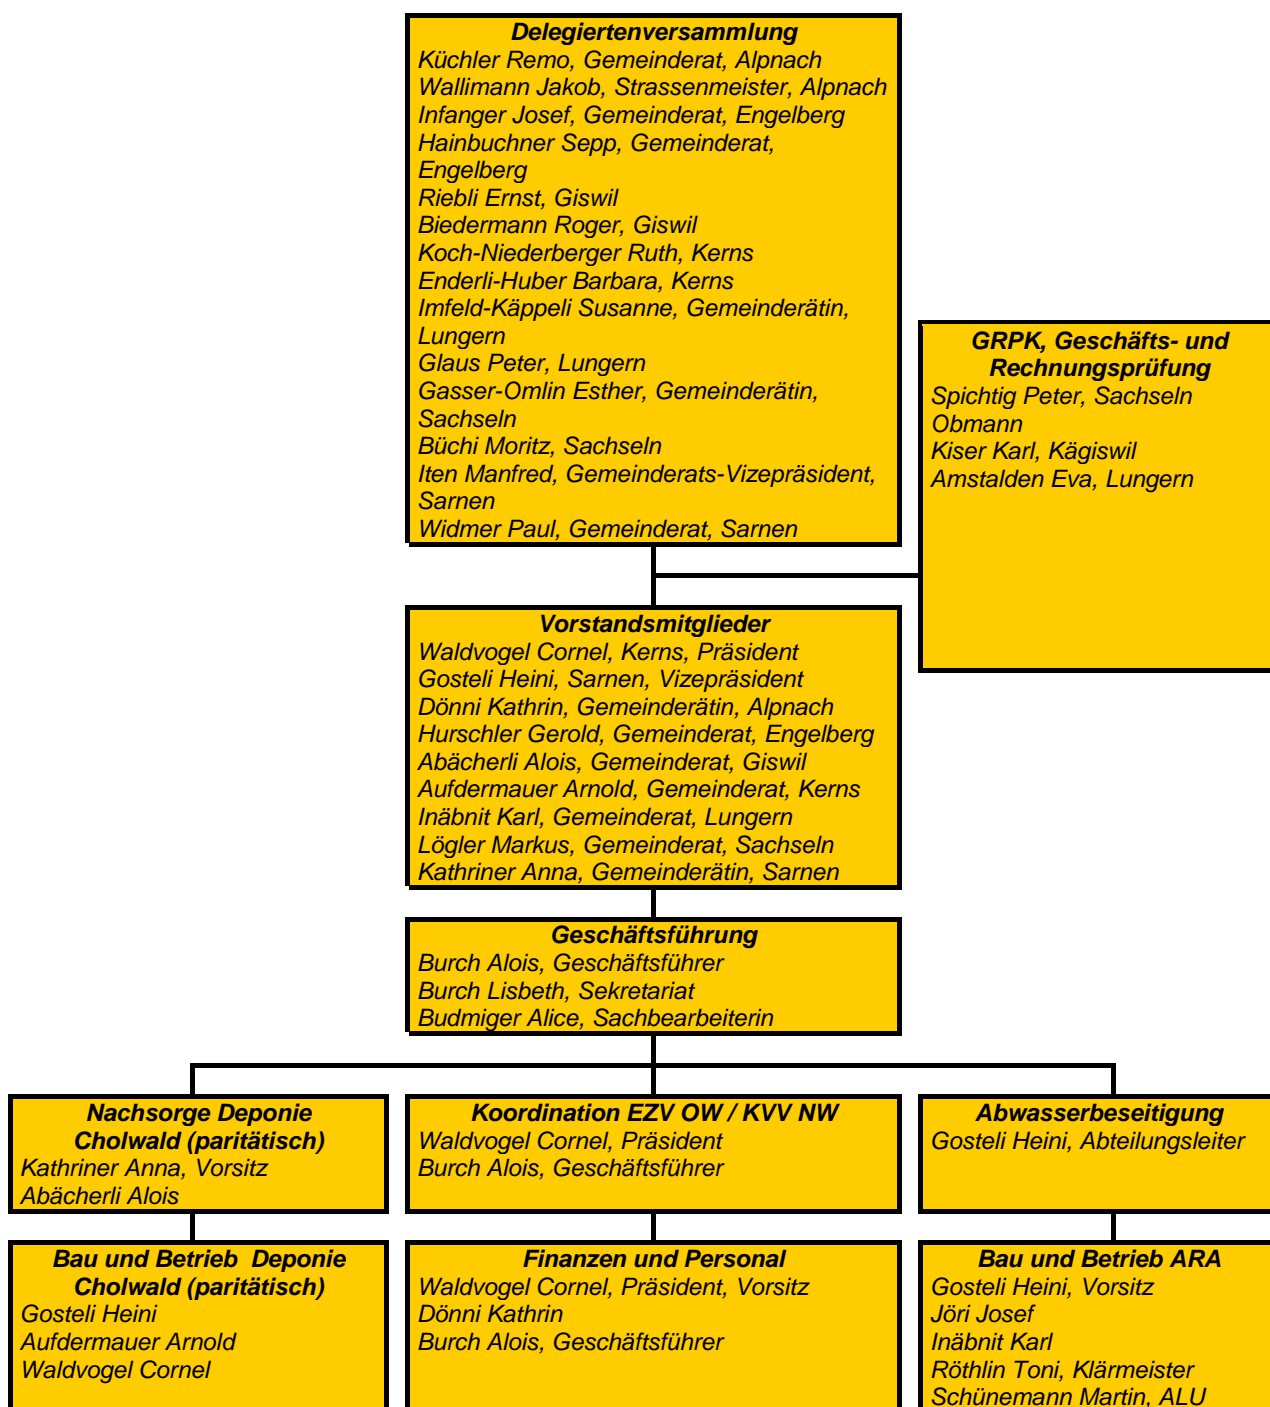 Delegiertenversammlung
Küchler Remo, Gemeinderat, Alpnach
Wallimann Jakob, Strassenmeister, Alpnach
Infanger Josef, Gemeinderat, Engelberg
Hainbuchner Sepp, Gemeinderat,
Engelberg
Riebli Ernst, Giswil
Biedermann Roger, Giswil
Koch-Niederberger Ruth, Kerns
Enderli-Huber Barbara, Kerns
Imfeld-Käppeli Susanne, Gemeinderätin,
Lungern
Glaus Peter, Lungern
Gasser-Omlin Esther, Gemeinderätin,
Sachseln
Büchi Moritz, Sachseln
Iten Manfred, Gemeinderats-Vizepräsident,
Sarnen
Widmer Paul, Gemeinderat, Sarnen
GRPK, Geschäfts- und
Rechnungsprüfung
Spichtig Peter, Sachseln
Obmann
Kiser Karl, Kägiswil
Amstalden Eva, Lungern
Vorstandsmitglieder
Waldvogel Cornel, Kerns, Präsident
Gosteli Heini, Sarnen, Vizepräsident
Dönni Kathrin, Gemeinderätin, Alpnach
Hurschler Gerold, Gemeinderat, Engelberg
Abächerli Alois, Gemeinderat, Giswil
Aufdermauer Arnold, Gemeinderat, Kerns
Inäbnit Karl, Gemeinderat, Lungern
Lögler Markus, Gemeinderat, Sachseln
Kathriner Anna, Gemeinderätin, Sarnen
Geschäftsführung
Burch Alois, Geschäftsführer
Burch Lisbeth, Sekretariat
Budmiger Alice, Sachbearbeiterin
Nachsorge Deponie
Cholwald (paritätisch)
Kathriner Anna, Vorsitz
Abächerli Alois
Koordination EZV OW / KVV NW
Waldvogel Cornel, Präsident
Burch Alois, Geschäftsführer
Abwasserbeseitigung
Gosteli Heini, Abteilungsleiter
Bau und Betrieb  Deponie
Cholwald (paritätisch)
Gosteli Heini
Aufdermauer Arnold
Waldvogel Cornel
Finanzen und Personal
Waldvogel Cornel, Präsident, Vorsitz
Dönni Kathrin
Burch Alois, Geschäftsführer
Bau und Betrieb ARA
Gosteli Heini, Vorsitz
Jöri Josef
Inäbnit Karl
Röthlin Toni, Klärmeister
Schünemann Martin, ALU